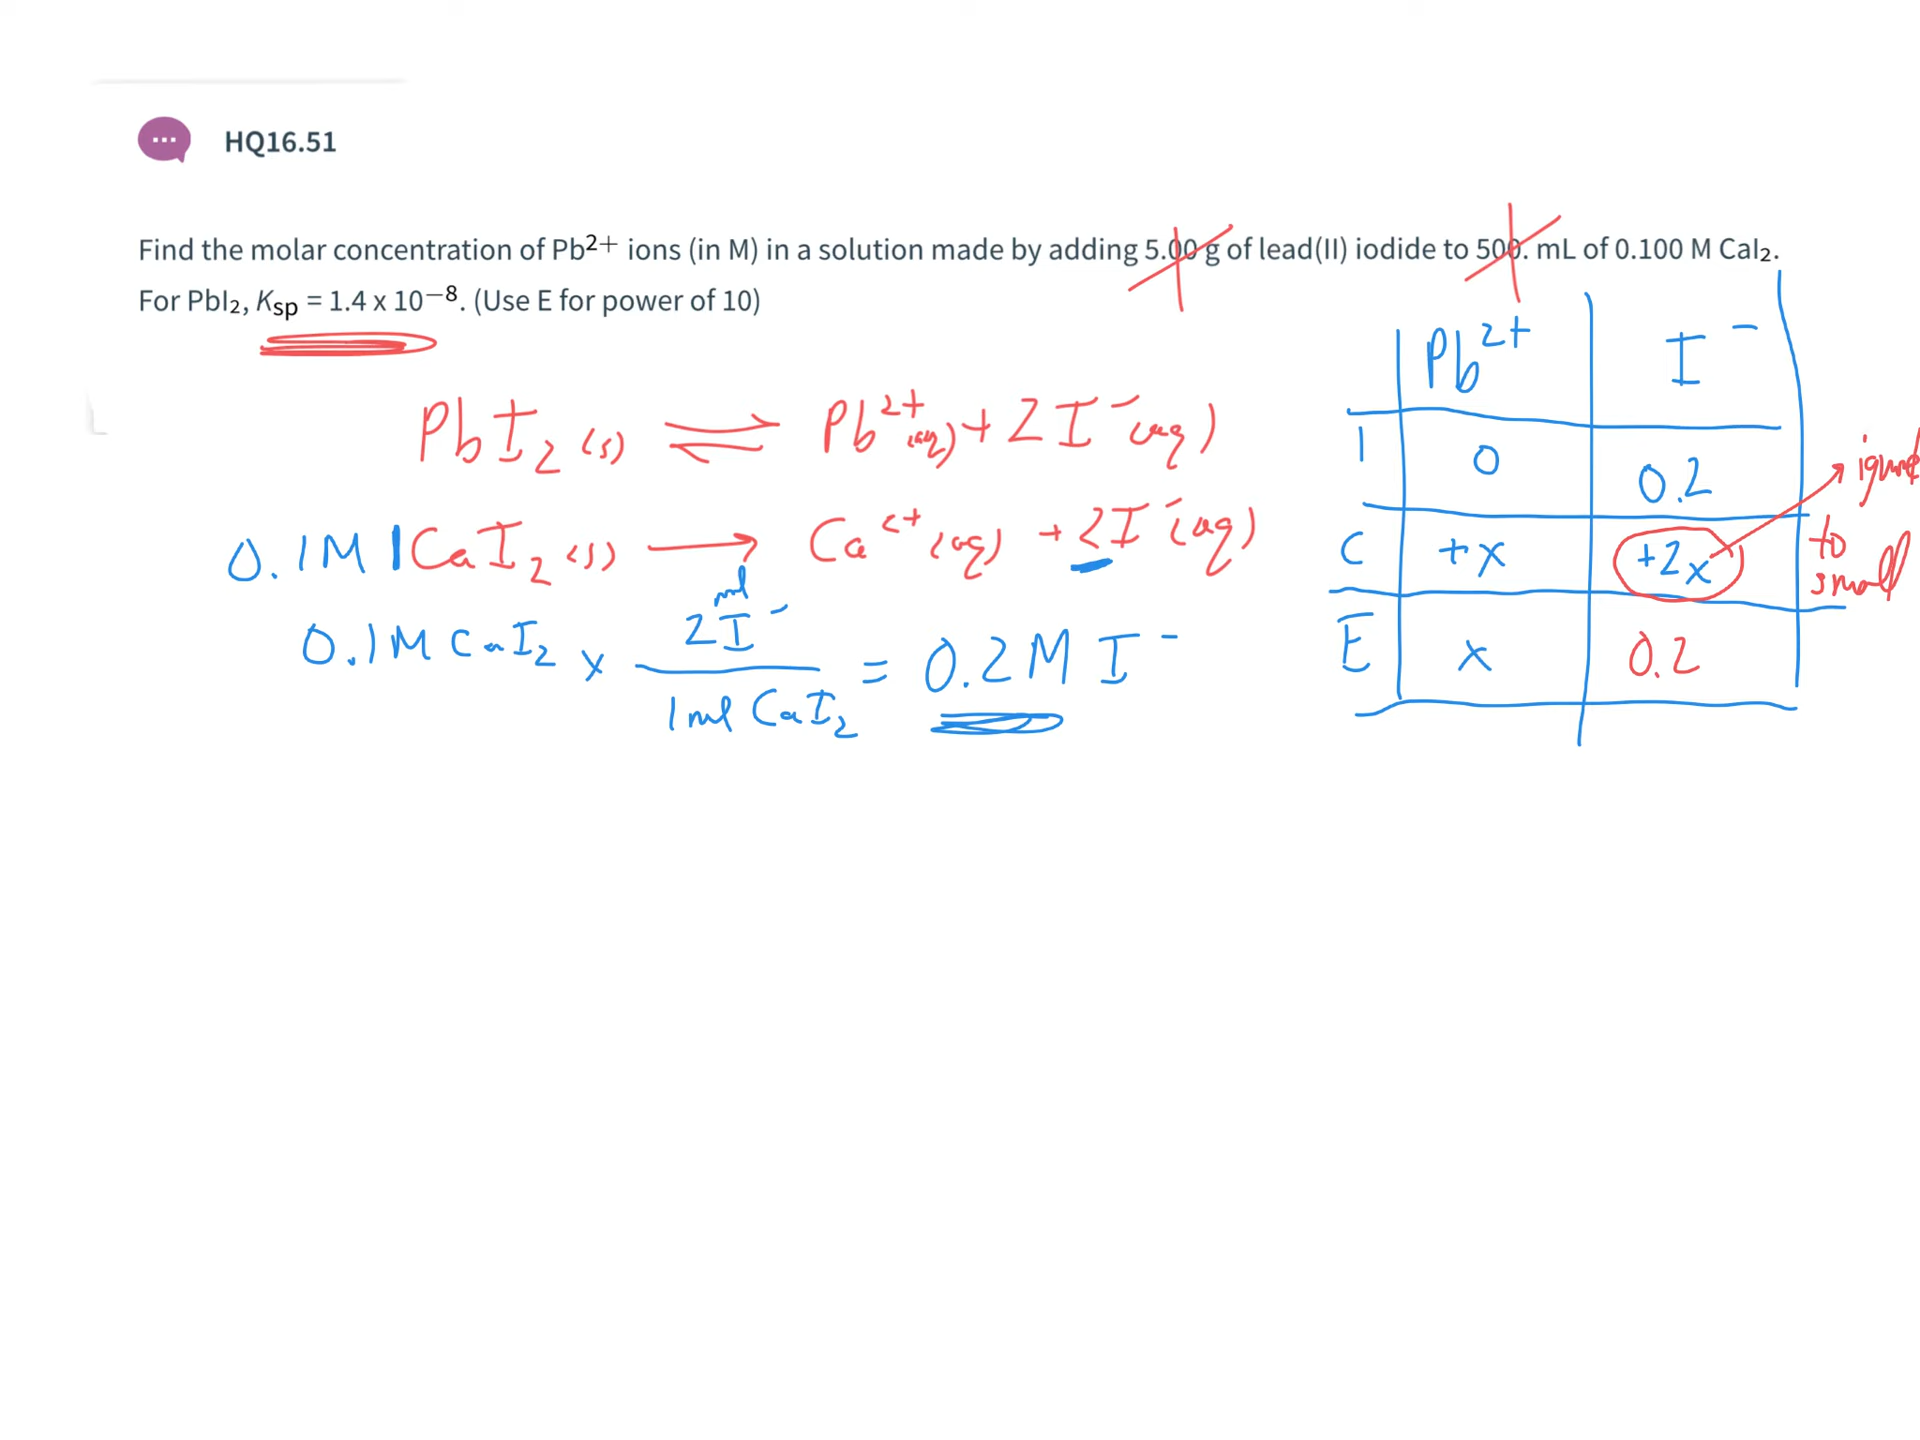 HQ16.51
Find the molar concentration of Pb²⁺ ions (in M) in a solution made by adding 5.00 g of lead(II) iodide to 500. mL of 0.100 M CaI₂.
For PbI₂, Ksp = 1.4 x 10⁻⁸. (Use E for power of 10)
PbI₂ (s) ⇌ Pb²⁺ (aq) + 2I⁻ (aq)
0.1M CaI₂ (s) → Ca²⁺ (aq) + 2I⁻ (aq)
0.1M CaI₂ x 2 mol I⁻ / 1 mol CaI₂ = 0.2M I⁻
Pb²⁺ I⁻
I 0 0.2
C +x +2x
E x 0.2
to
small